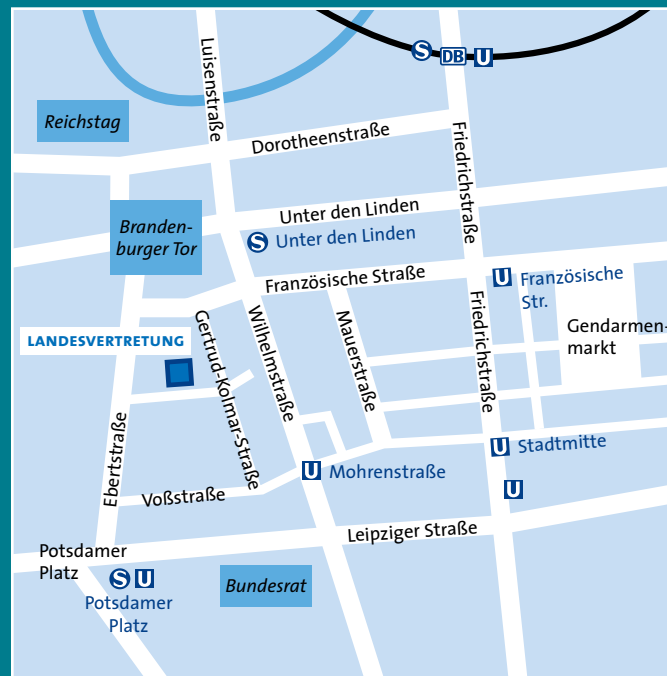 S DB U
Luisenstraße
Reichstag
Dorotheenstraße
Friedrichstraße
Branden-
burger Tor
Unter den Linden
S Unter den Linden
Französische Straße
U Französische
Str.
Gendarmen-
markt
LANDESVERTRETUNG
Gertrud-Kolmar-Straße
Wilhelmstraße
Mauerstraße
Friedrichstraße
Ebertstraße
U Stadtmitte
U Mohrenstraße
U
Voßstraße
Leipziger Straße
Potsdamer
Platz
S U
Potsdamer
Platz
Bundesrat